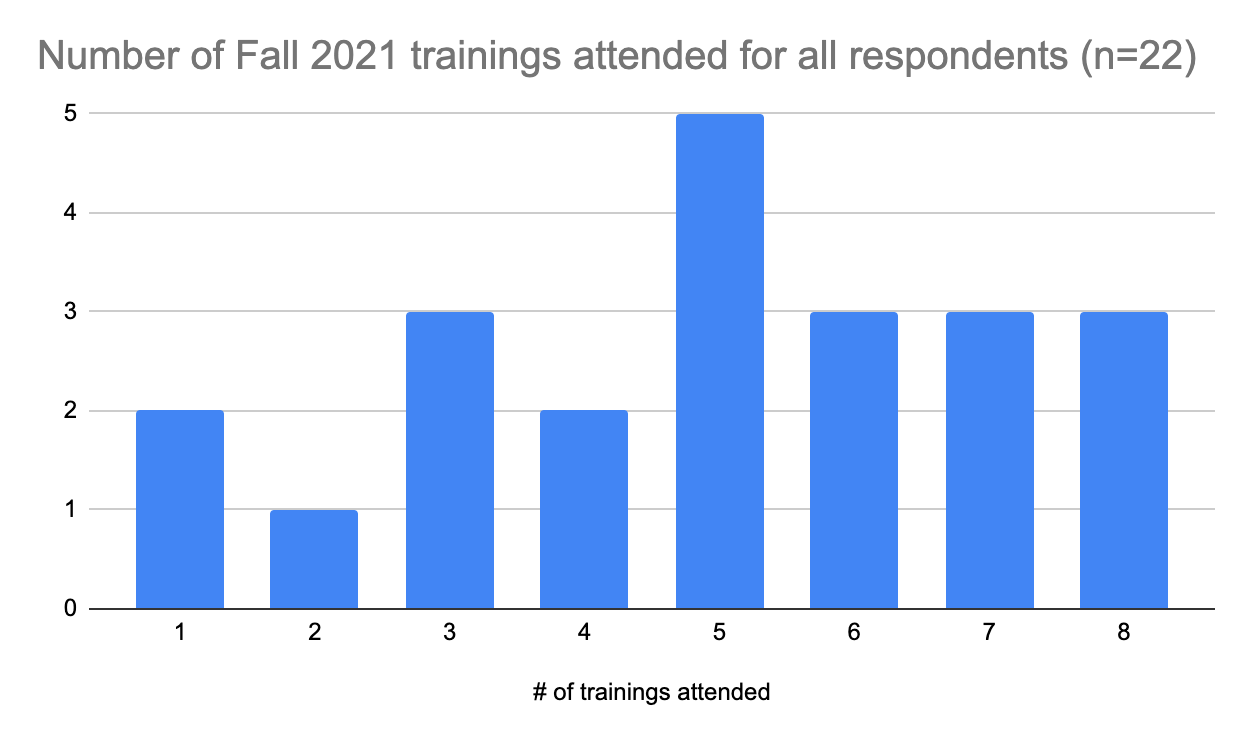 Number of Fall 2021 trainings attended for all respondents (n=22)
5
4
3
2
1
0
1 2 3 4 5 6 7 8
# of trainings attended